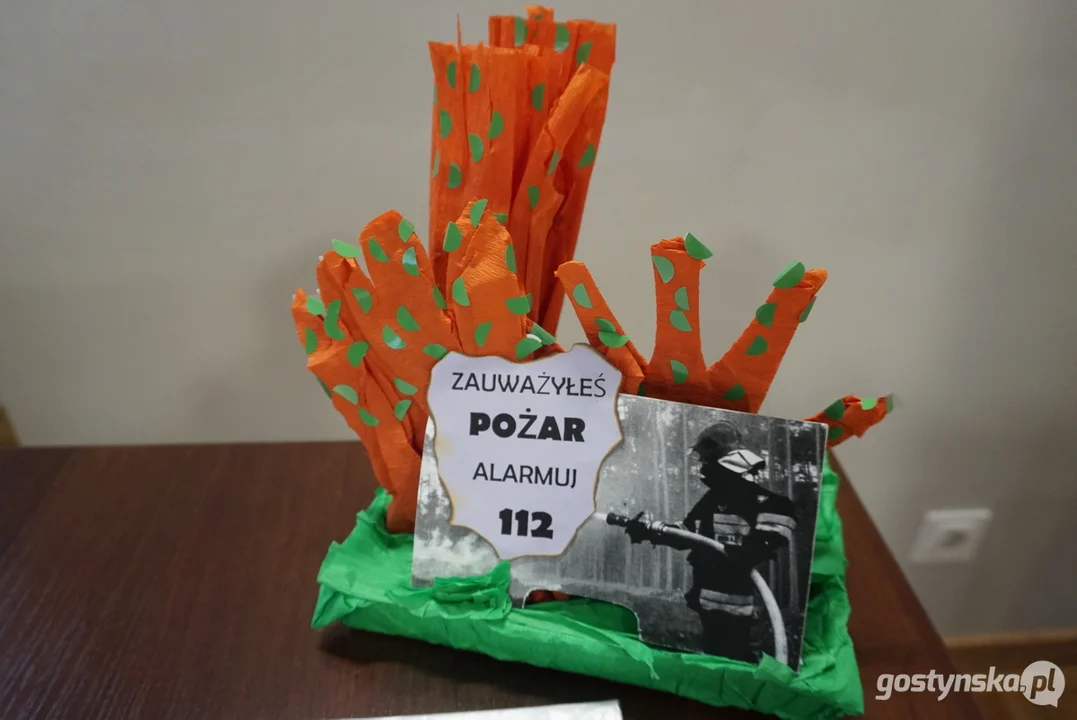 ZAUWAŻYŁEŚ
POŻAR
ALARMUJ
112
gostynska.pl